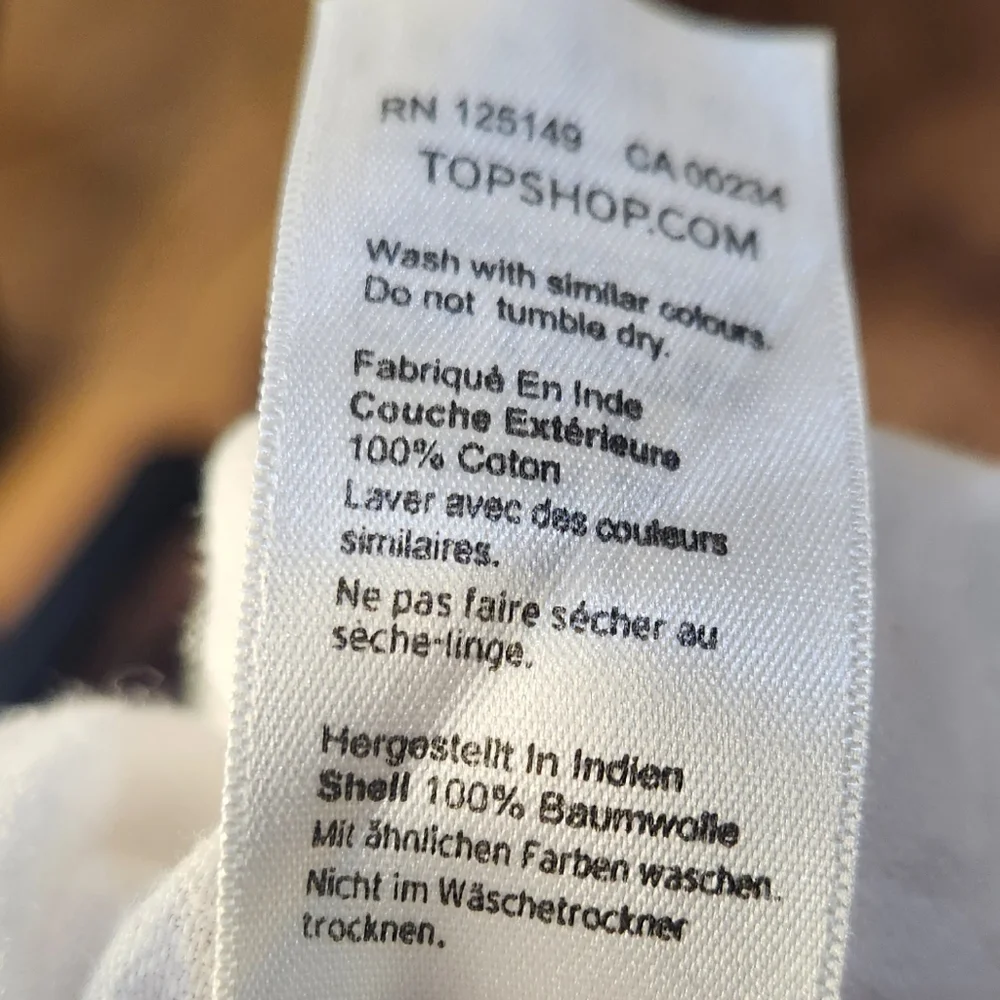 RN 125149 CA 00234
TOPSHOP.COM
Wash with similar colours.
Do not tumble dry.
Fabriqué En Inde
Couche Extérieure
100% Coton
Laver avec des couleurs
similaires.
Ne pas faire sécher au
sèche-linge.
Hergestellt In Indien
Shell 100% Baumwolle
Mit ähnlichen Farben waschen.
Nicht im Wäschetrockner
trocknen.